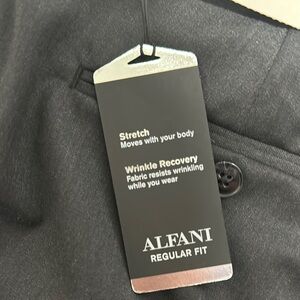 Stretch
Moves with your body
Wrinkle Recovery
Fabric resists wrinkling
while you wear
ALFANI
REGULAR FIT